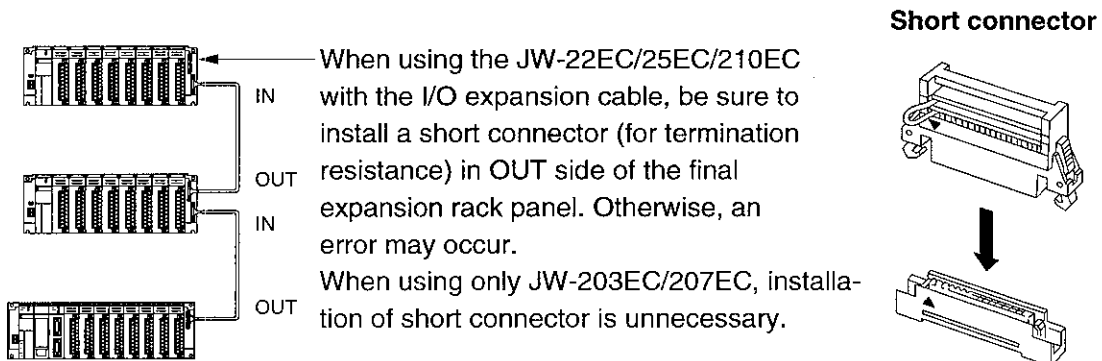 Short connector
When using the JW-22EC/25EC/210EC
with the I/O expansion cable, be sure to
install a short connector (for termination
resistance) in OUT side of the final
expansion rack panel. Otherwise, an
error may occur.
When using only JW-203EC/207EC, installa-
tion of short connector is unnecessary.
IN
OUT
IN
OUT